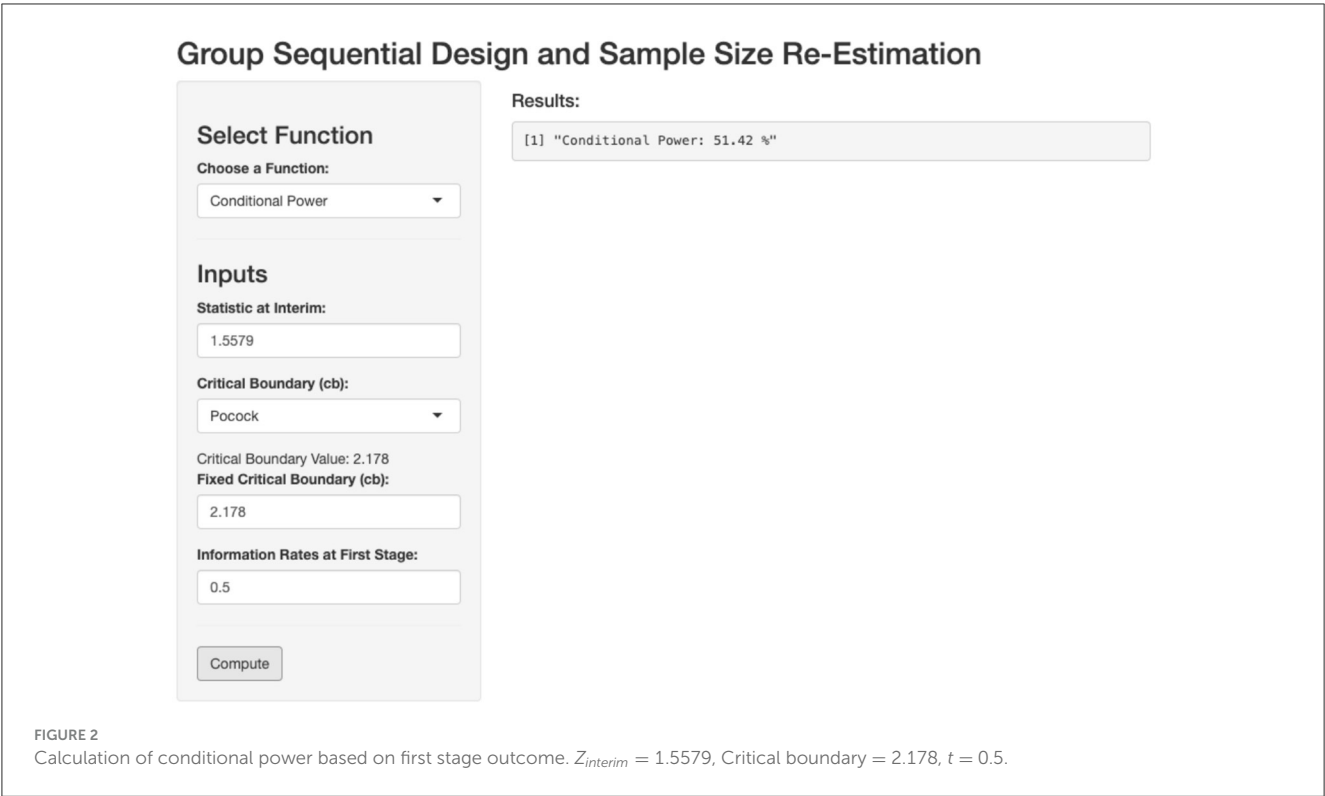 Group Sequential Design and Sample Size Re-Estimation
Select Function
Choose a Function:
Conditional Power
Inputs
Statistic at Interim:
1.5579
Critical Boundary (cb):
Pocock
Critical Boundary Value: 2.178
Fixed Critical Boundary (cb):
2.178
Information Rates at First Stage:
0.5
Compute
Results:
[1] "Conditional Power: 51.42 %"
FIGURE 2
Calculation of conditional power based on first stage outcome. Zinterim = 1.5579, Critical boundary = 2.178, t = 0.5.